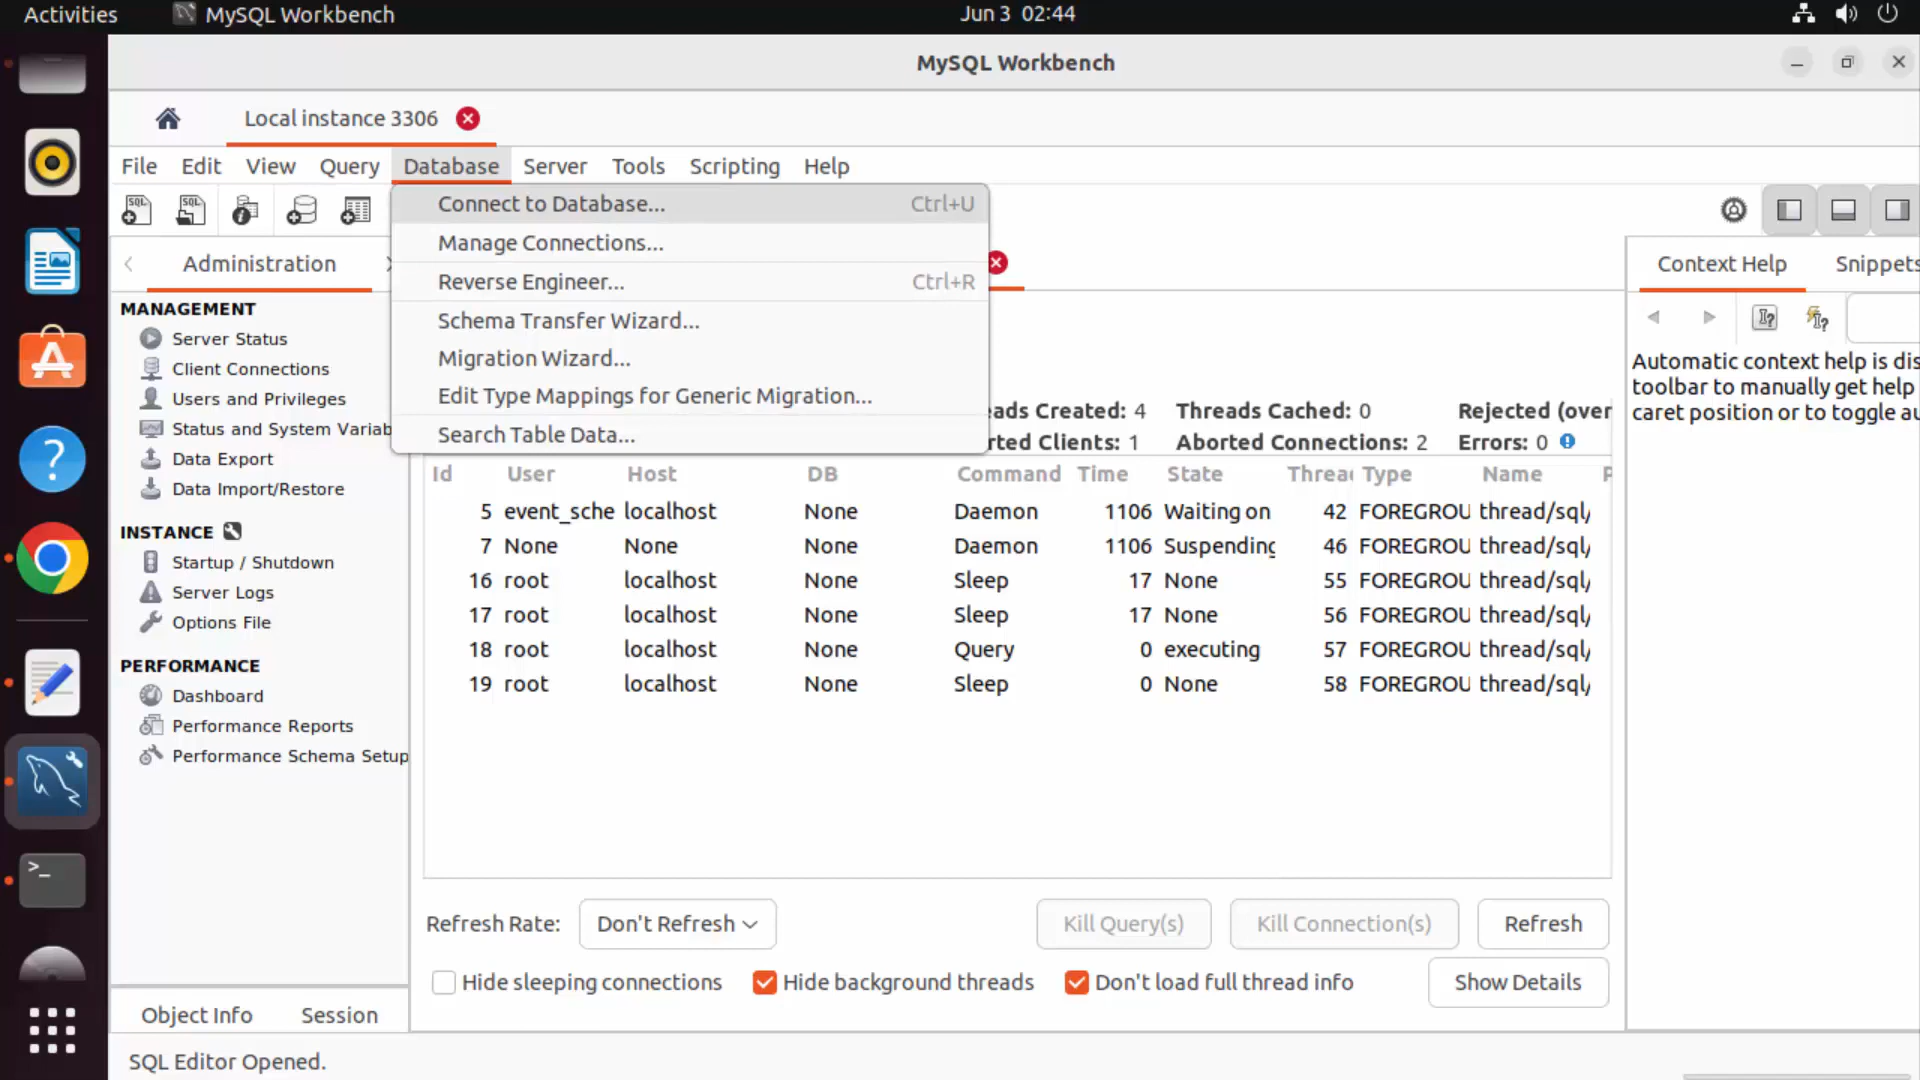 Activities
MySQL Workbench
Jun 3 02:44
MySQL Workbench
Local instance 3306
File Edit View Query Database Server Tools Scripting Help
Connect to Database... Ctrl+U
Manage Connections...
Reverse Engineer... Ctrl+R
Schema Transfer Wizard...
Migration Wizard...
Edit Type Mappings for Generic Migration...
Search Table Data...
SQL
SQL
Administration
MANAGEMENT
Server Status
Client Connections
Users and Privileges
Status and System Variab
Data Export
Data Import/Restore
INSTANCE
Startup / Shutdown
Server Logs
Options File
PERFORMANCE
Dashboard
Performance Reports
Performance Schema Setup
Object Info Session
SQL Editor Opened.
eads Created: 4 Threads Cached: 0 Rejected (over
rted Clients: 1 Aborted Connections: 2 Errors: 0
Id User Host DB Command Time State Threa Type Name P
5 event_sche localhost None Daemon 1106 Waiting on 42 FOREGROU thread/sql/
7 None None None Daemon 1106 Suspending 46 FOREGROU thread/sql/
16 root localhost None Sleep 17 None 55 FOREGROU thread/sql/
17 root localhost None Sleep 17 None 56 FOREGROU thread/sql/
18 root localhost None Query 0 executing 57 FOREGROU thread/sql/
19 root localhost None Sleep 0 None 58 FOREGROU thread/sql/
Refresh Rate: Don't Refresh Kill Query(s) Kill Connection(s) Refresh
Hide sleeping connections Hide background threads Don't load full thread info Show Details
Context Help Snippets
Automatic context help is dis
toolbar to manually get help
caret position or to toggle au